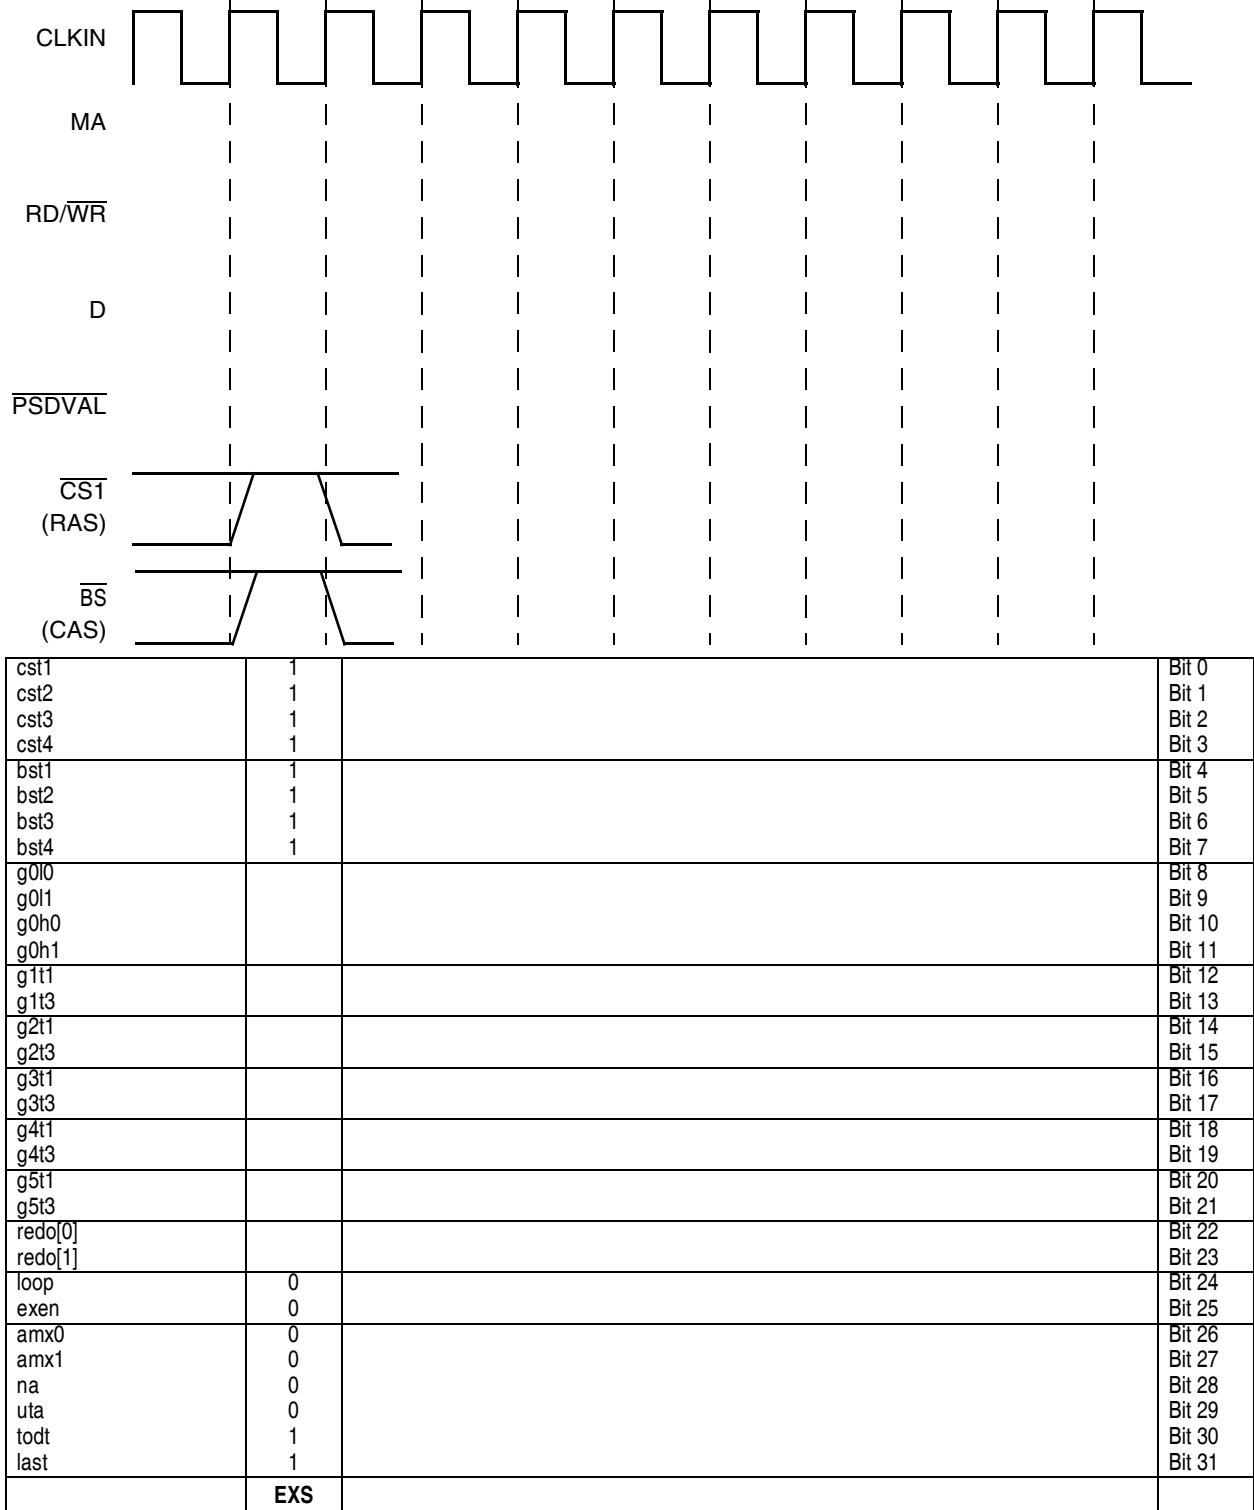 CLKIN
MA
RD/WR
D
PSDVAL
CS1
(RAS)
BS
(CAS)
cst1 1 Bit 0
cst2 1 Bit 1
cst3 1 Bit 2
cst4 1 Bit 3
bst1 1 Bit 4
bst2 1 Bit 5
bst3 1 Bit 6
bst4 1 Bit 7
g0l0 Bit 8
g0l1 Bit 9
g0h0 Bit 10
g0h1 Bit 11
g1t1 Bit 12
g1t3 Bit 13
g2t1 Bit 14
g2t3 Bit 15
g3t1 Bit 16
g3t3 Bit 17
g4t1 Bit 18
g4t3 Bit 19
g5t1 Bit 20
g5t3 Bit 21
redo[0] Bit 22
redo[1] Bit 23
loop 0 Bit 24
exen 0 Bit 25
amx0 0 Bit 26
amx1 0 Bit 27
na 0 Bit 28
uta 0 Bit 29
todt 1 Bit 30
last 1 Bit 31
EXS